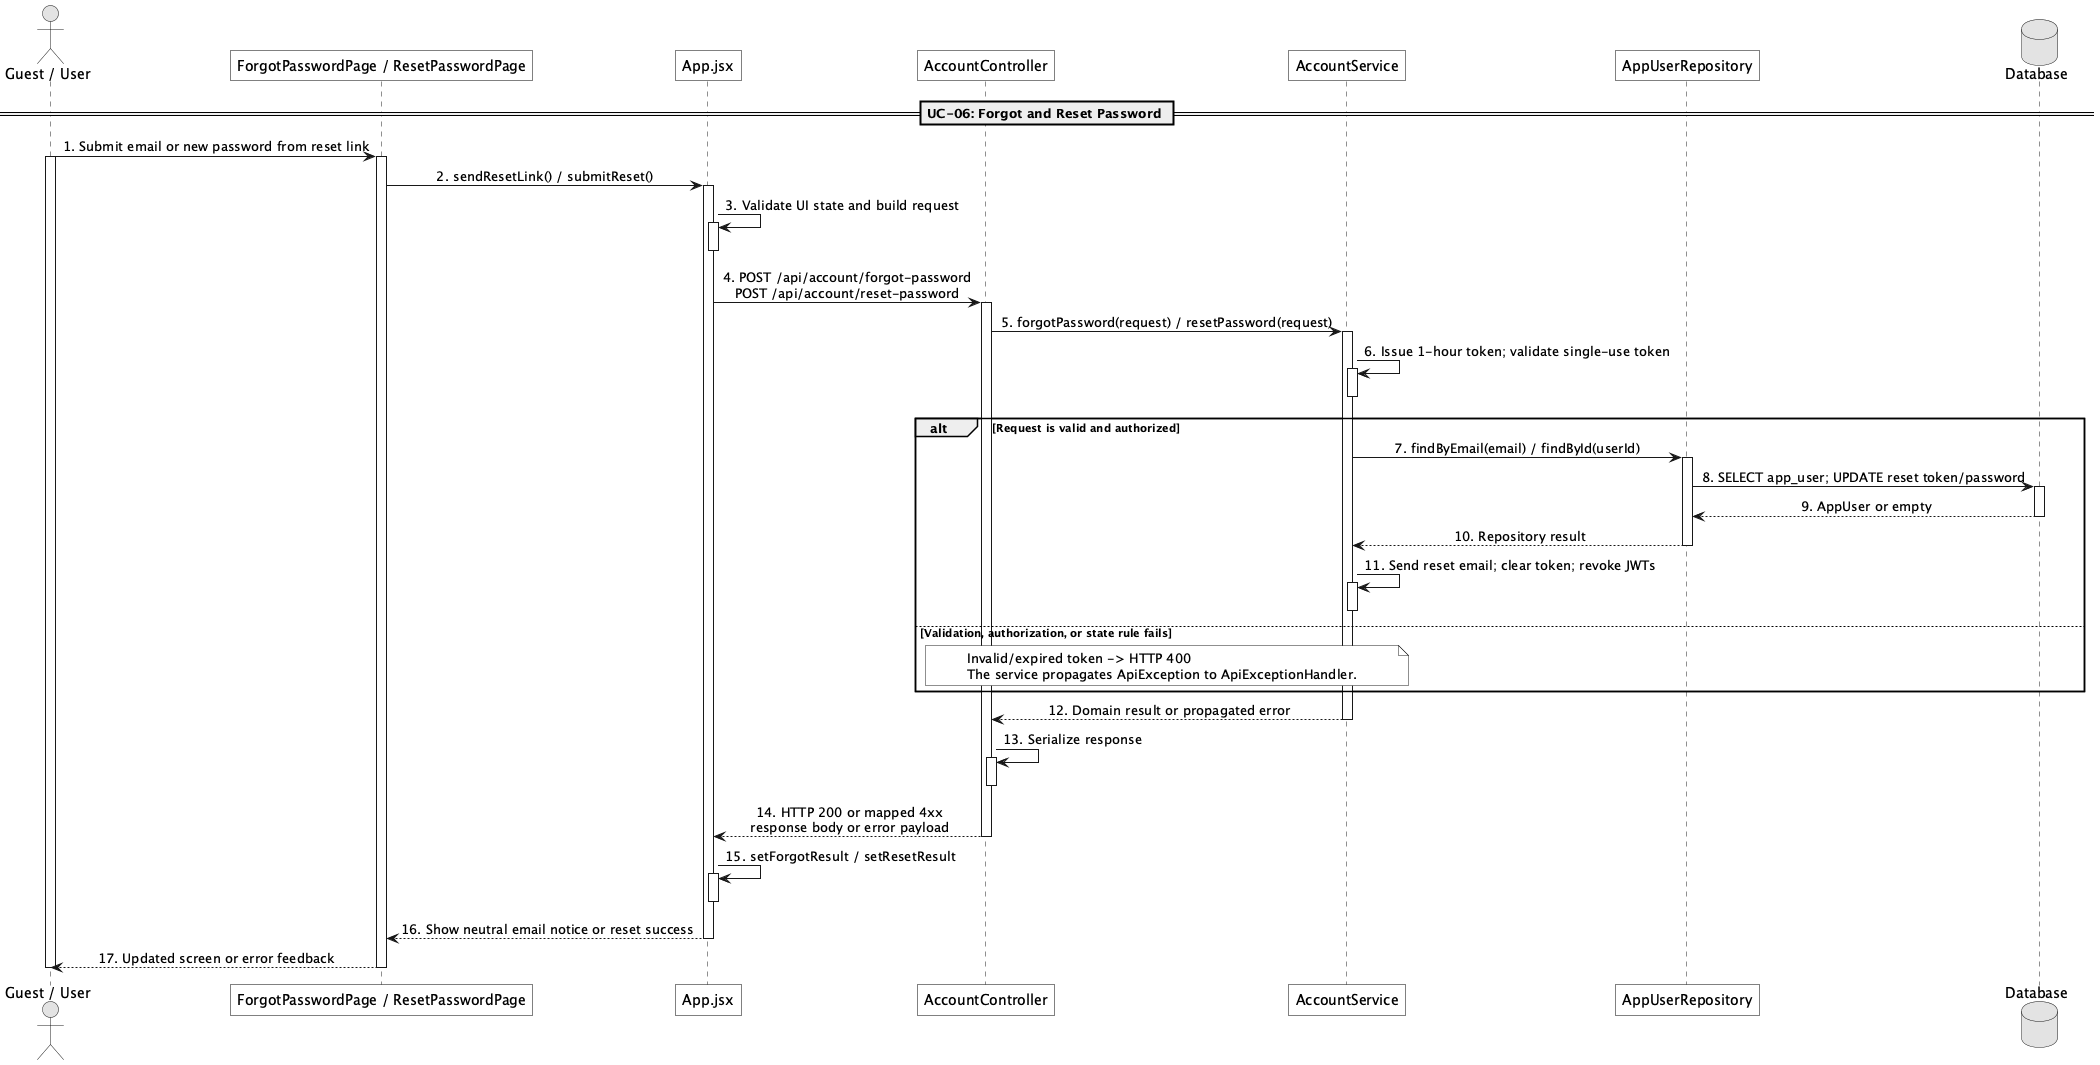 Guest / User
ForgotPasswordPage / ResetPasswordPage
App.jsx
AccountController
AccountService
AppUserRepository
Database
UC-06: Forgot and Reset Password
1. Submit email or new password from reset link
2. sendResetLink() / submitReset()
3. Validate UI state and build request
4. POST /api/account/forgot-password
POST /api/account/reset-password
5. forgotPassword(request) / resetPassword(request)
6. Issue 1-hour token; validate single-use token
alt
[Request is valid and authorized]
7. findByEmail(email) / findById(userId)
8. SELECT app_user; UPDATE reset token/password
9. AppUser or empty
10. Repository result
11. Send reset email; clear token; revoke JWTs
[Validation, authorization, or state rule fails]
Invalid/expired token -> HTTP 400
The service propagates ApiException to ApiExceptionHandler.
12. Domain result or propagated error
13. Serialize response
14. HTTP 200 or mapped 4xx
response body or error payload
15. setForgotResult / setResetResult
16. Show neutral email notice or reset success
17. Updated screen or error feedback
Guest / User
ForgotPasswordPage / ResetPasswordPage
App.jsx
AccountController
AccountService
AppUserRepository
Database